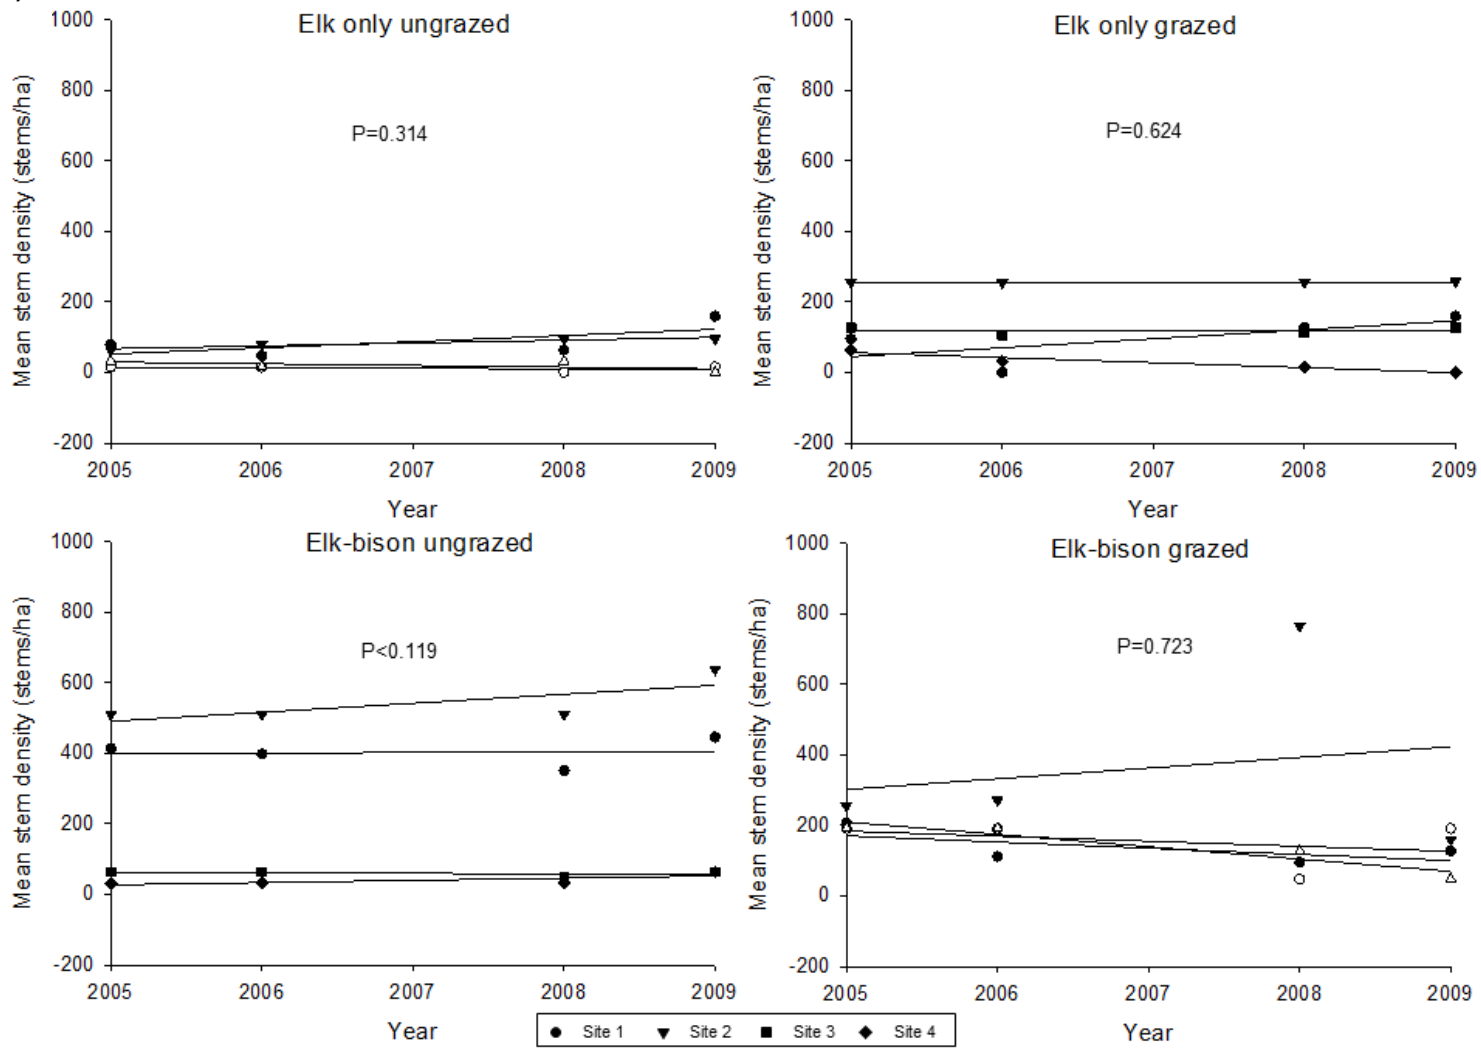 Elk only ungrazed
Mean stem density (stems/ha)
1000
800
600
400
200
0
-200
P=0.314
2005 2006 2007 2008 2009
Year
Elk only grazed
Mean stem density (stems/ha)
1000
800
600
400
200
0
-200
P=0.624
2005 2006 2007 2008 2009
Year
Elk-bison ungrazed
Mean stem density (stems/ha)
1000
800
600
400
200
0
-200
P<0.119
2005 2006 2007 2008 2009
Year
Elk-bison grazed
Mean stem density (stems/ha)
1000
800
600
400
200
0
-200
P=0.723
2005 2006 2007 2008 2009
Year
Site 1 Site 2 Site 3 Site 4